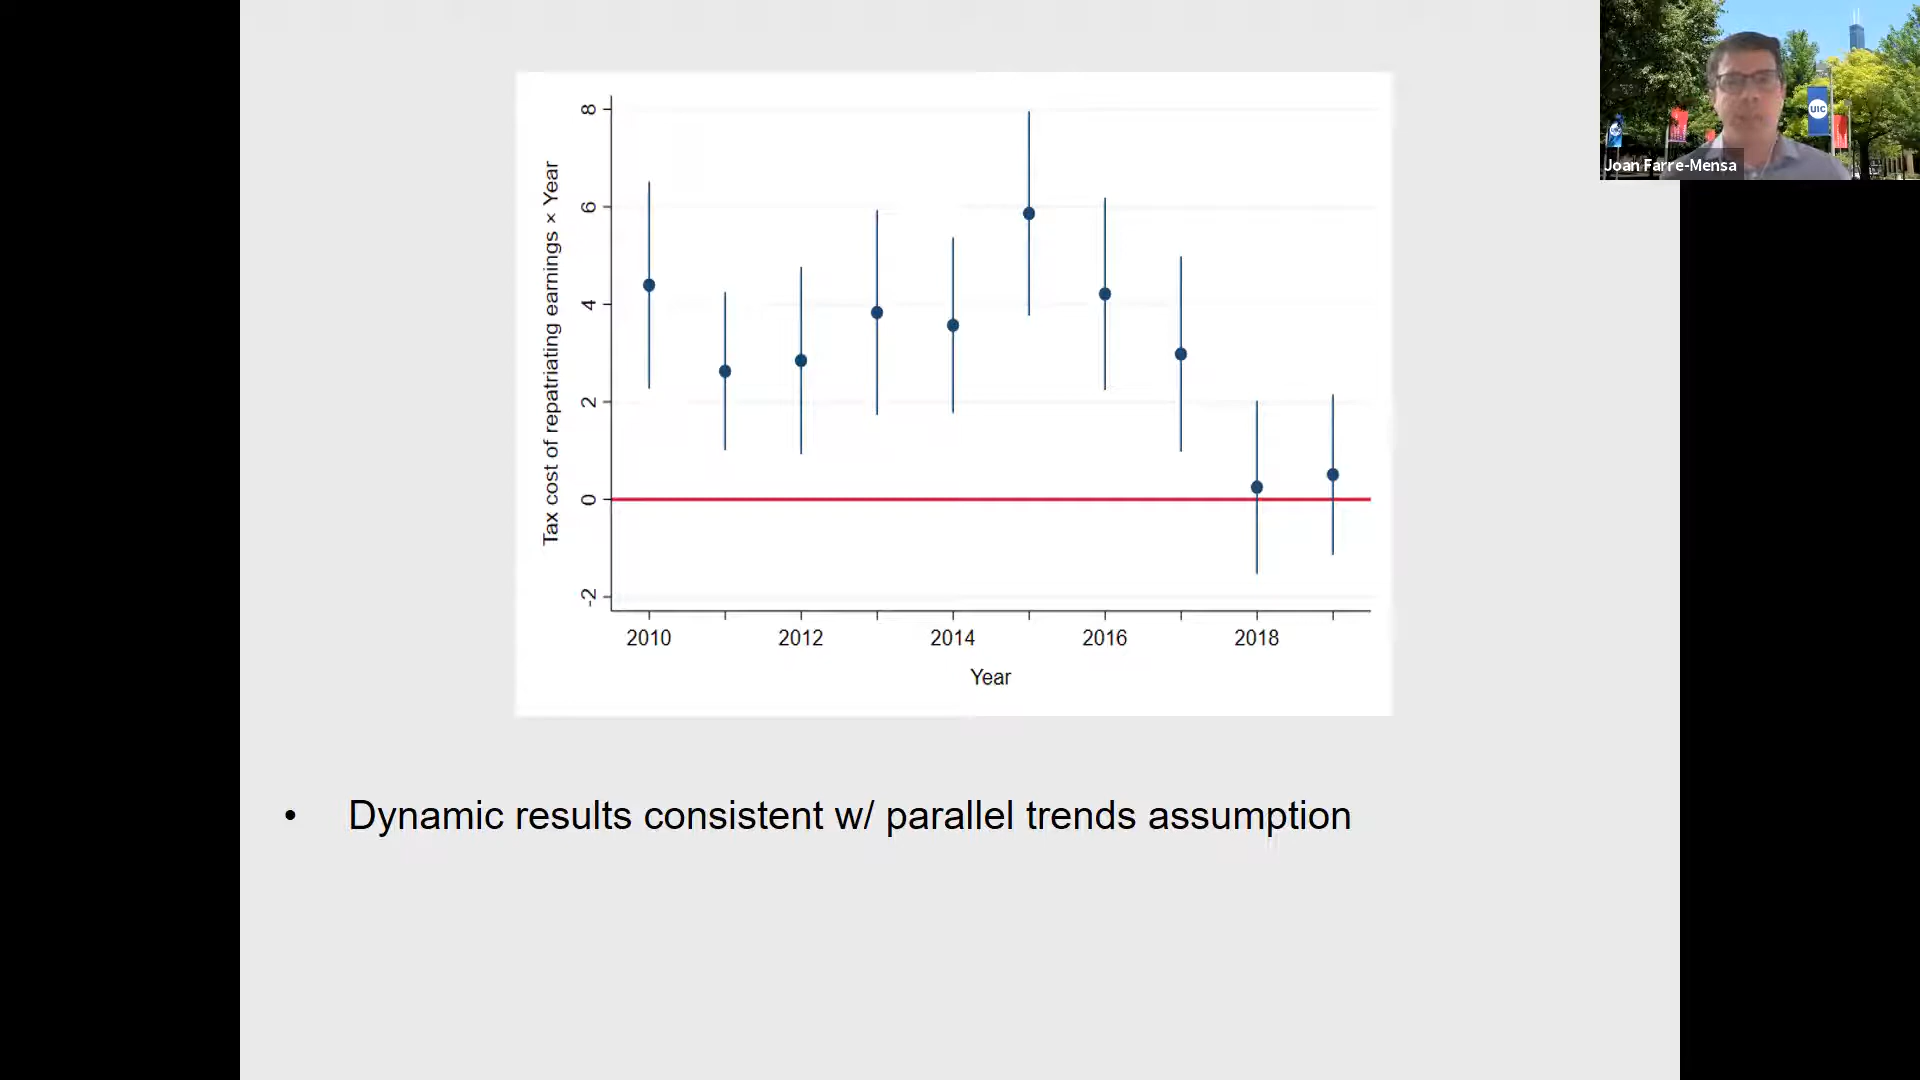 8
6
4
2
0
-2
Tax cost of repatriating earnings × Year
2010
2012
2014
2016
2018
Year
• Dynamic results consistent w/ parallel trends assumption
UIC
Joan Farre-Mensa